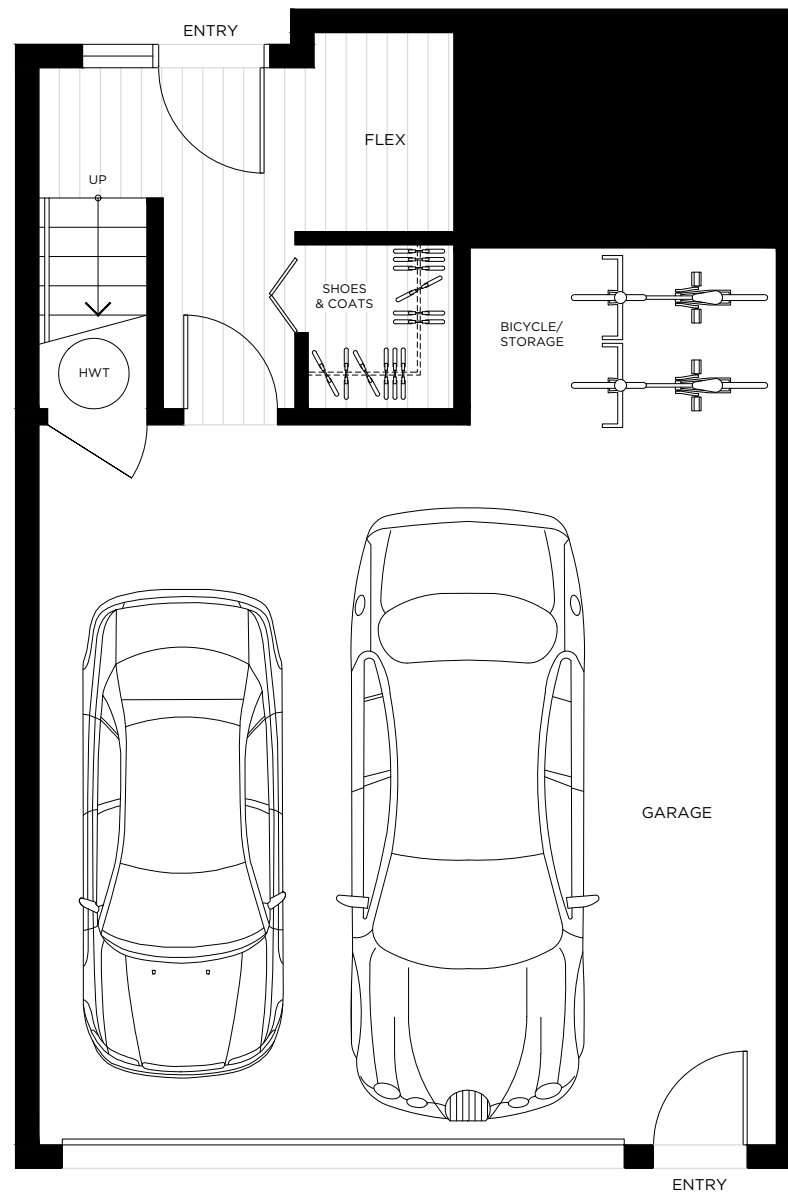 ENTRY
FLEX
UP
SHOES
& COATS
BICYCLE/
STORAGE
HWT
GARAGE
ENTRY